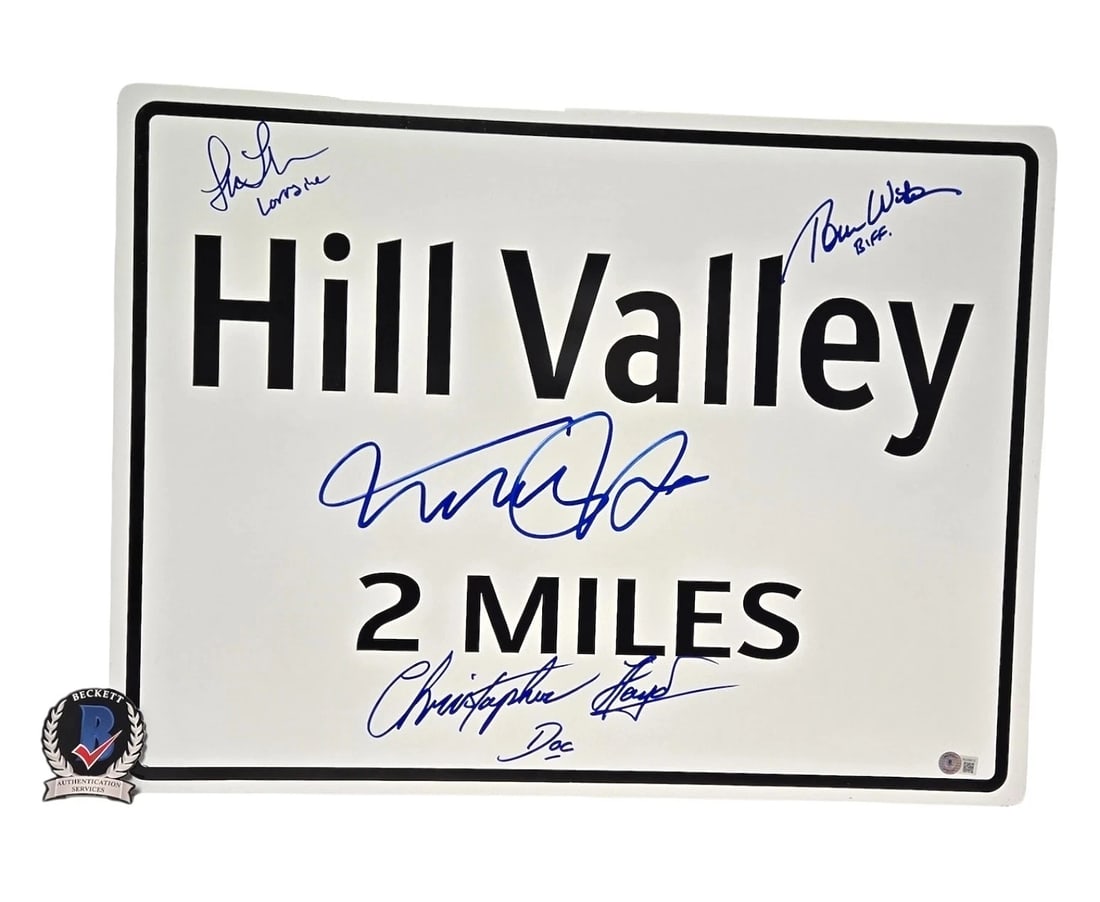 Lorraine
Biff.
Hill Valley
2 MILES
Christopher Lloyd
Doc
BECKETT
B
AUTHENTICATION
SERVICES